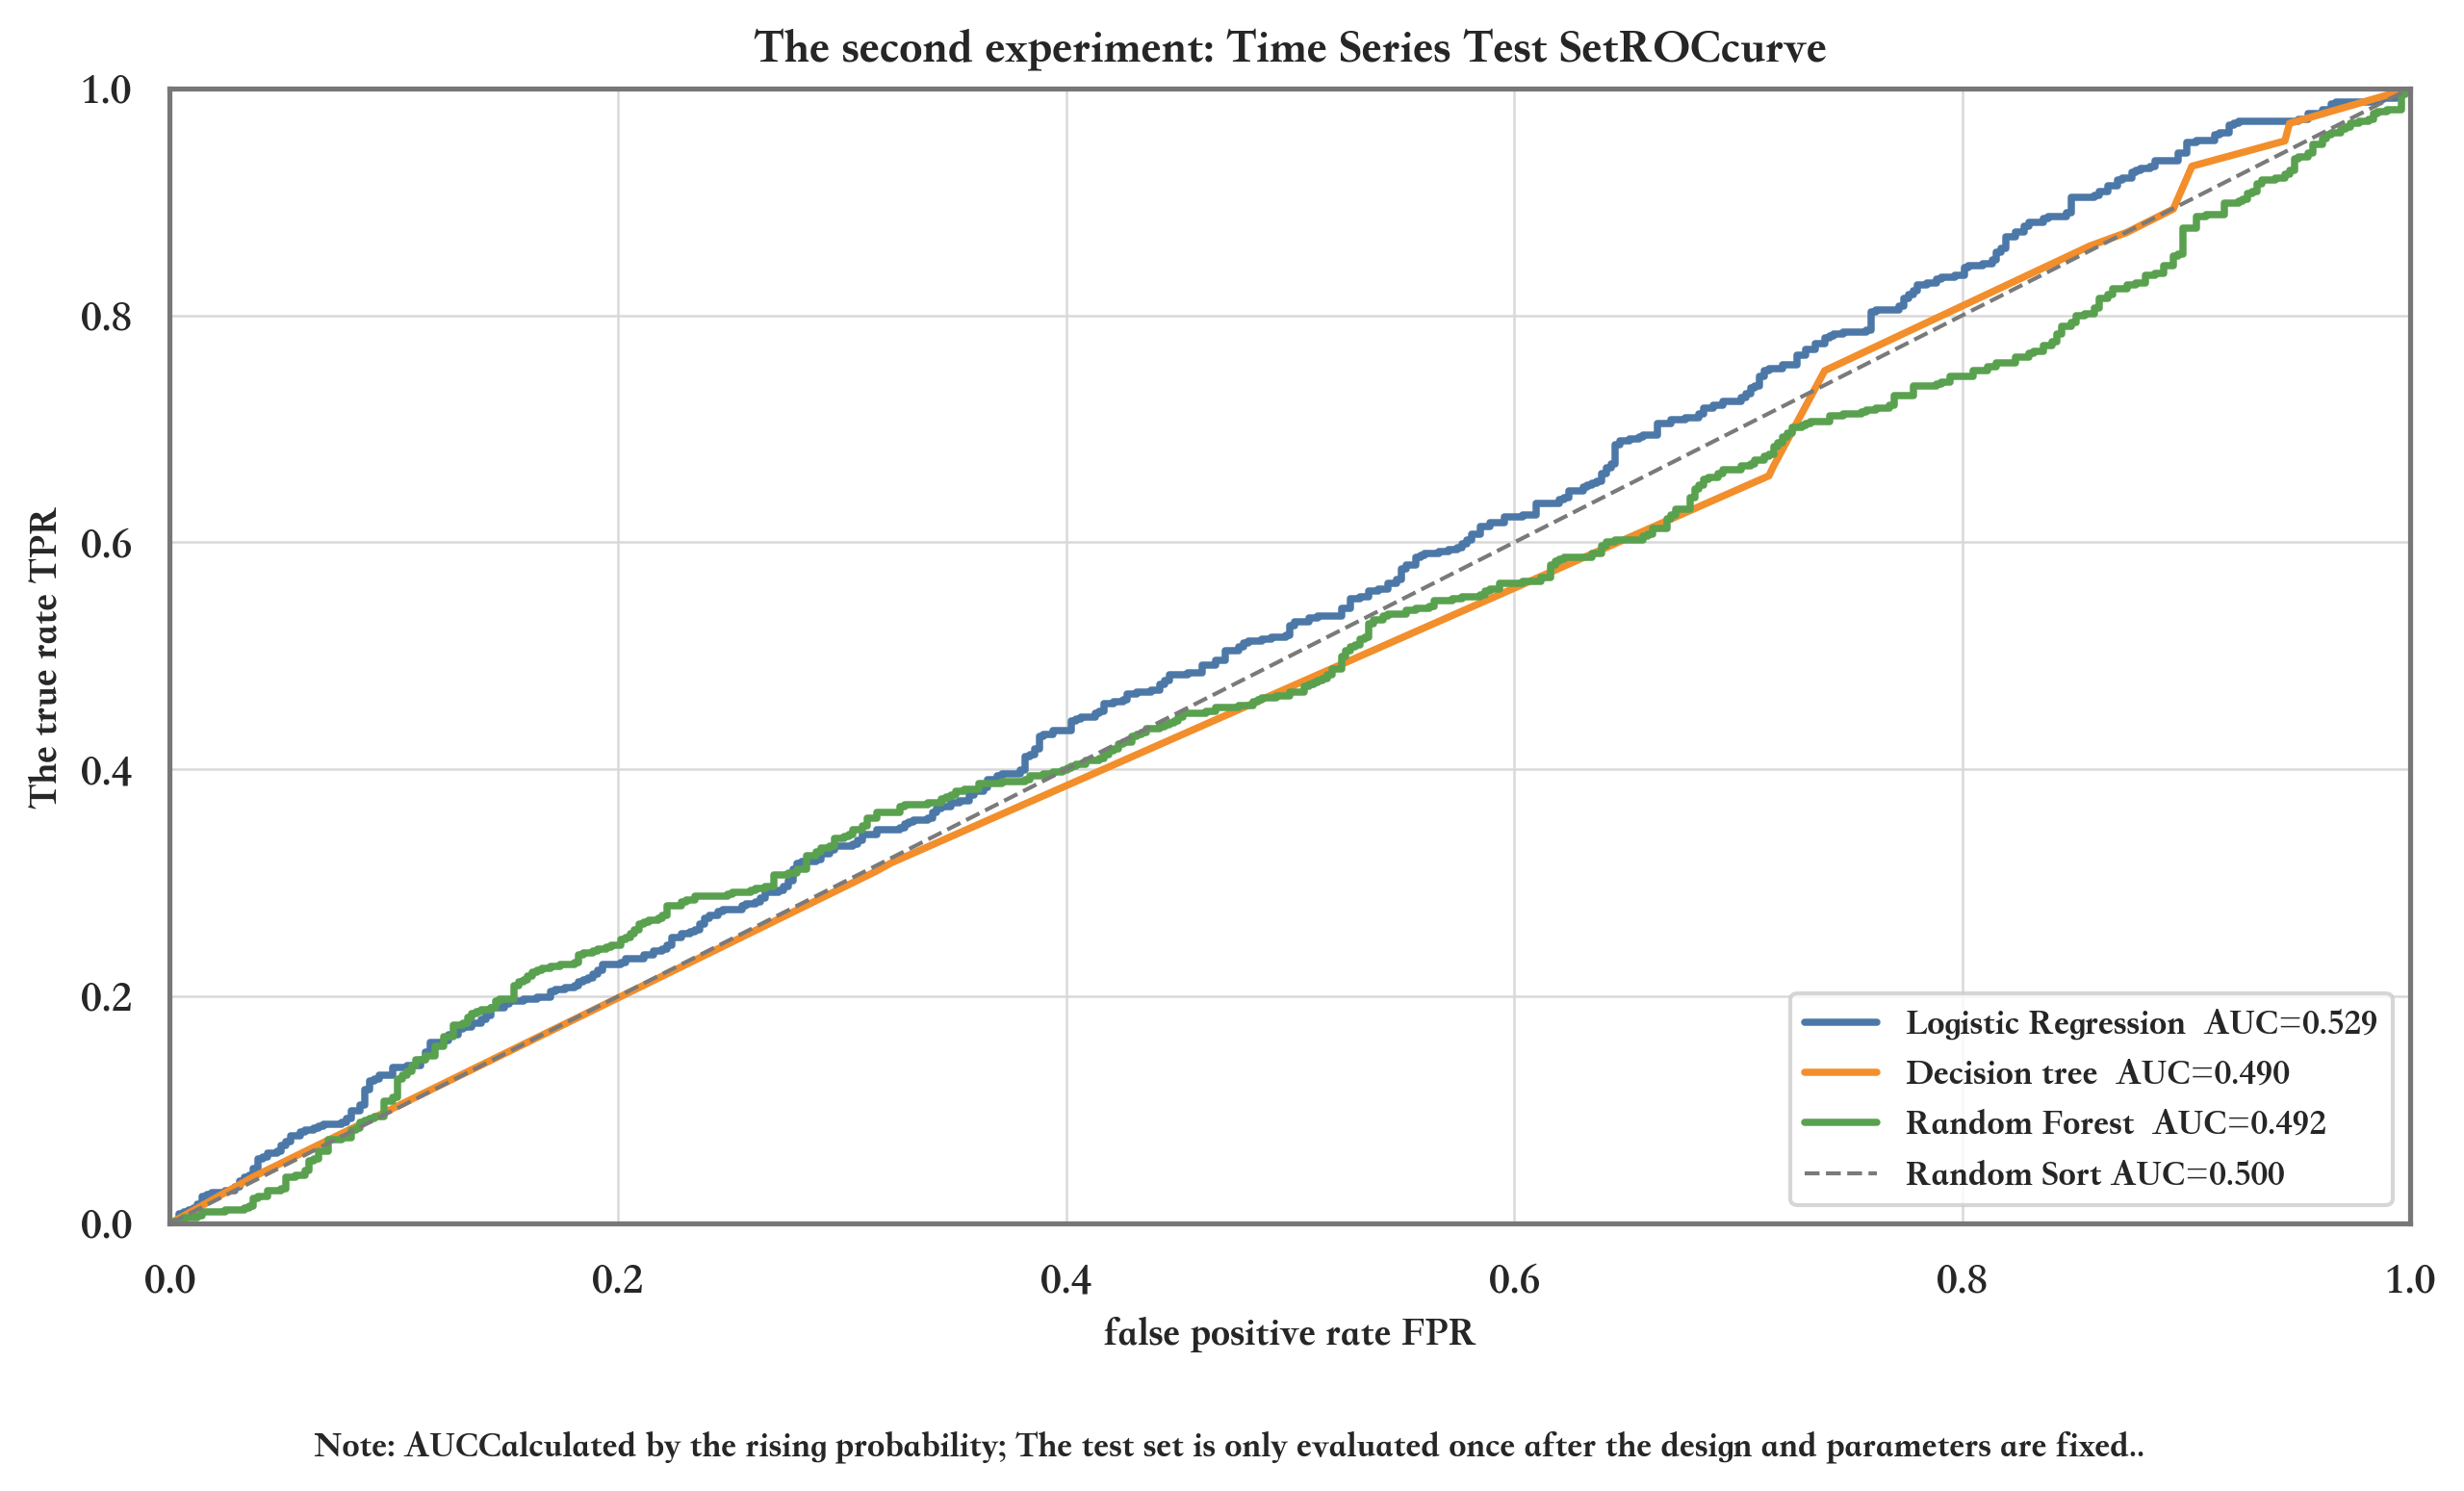 The second experiment: Time Series Test SetROCcurve
1.0
0.8
0.6
0.4
0.2
0.0
The true rate TPR
Logistic Regression AUC=0.529
Decision tree AUC=0.490
Random Forest AUC=0.492
Random Sort AUC=0.500
0.0 0.2 0.4 0.6 0.8 1.0
false positive rate FPR
Note: AUCCalculated by the rising probability; The test set is only evaluated once after the design and parameters are fixed..